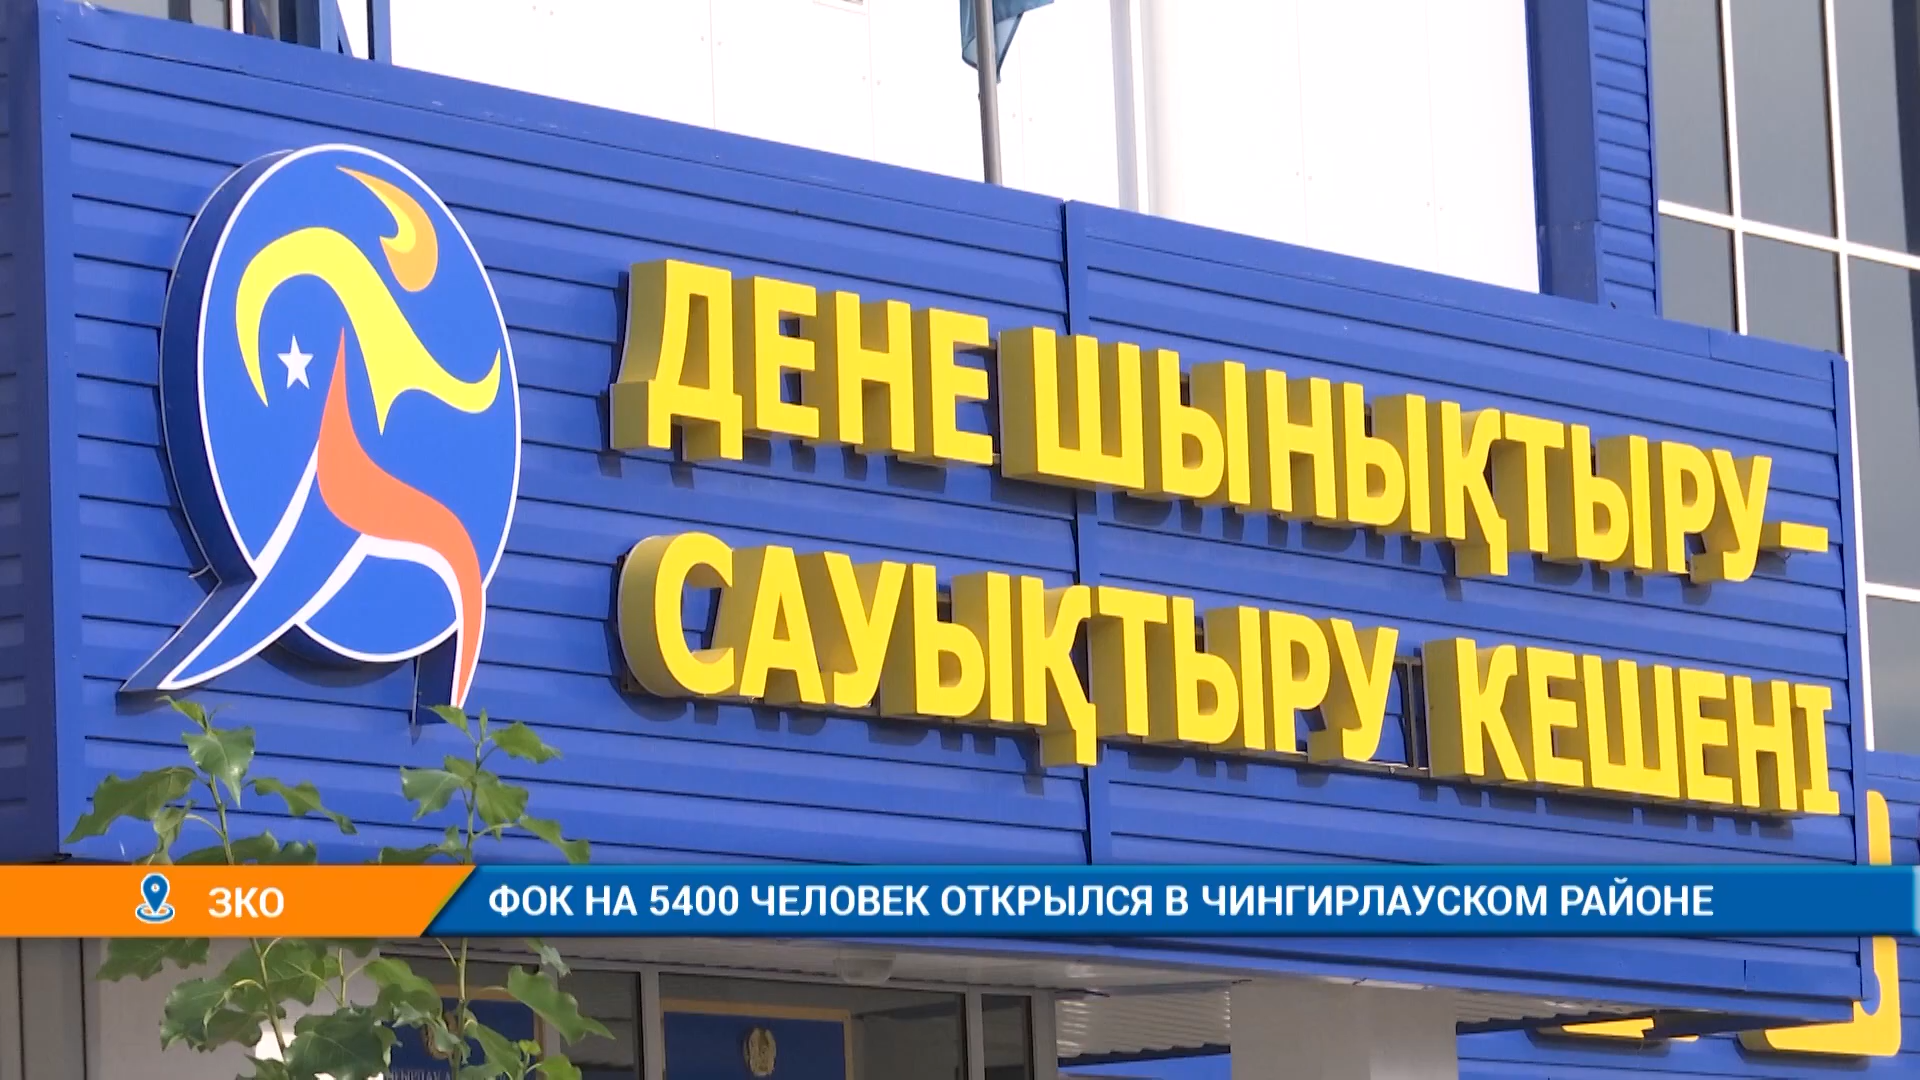 ДЕНЕ ШЫНЫҚТЫРУ–
САУЫҚТЫРУ КЕШЕНІ
ЗКО
ФОК НА 5400 ЧЕЛОВЕК ОТКРЫЛСЯ В ЧИНГИРЛАУСКОМ РАЙОНЕ